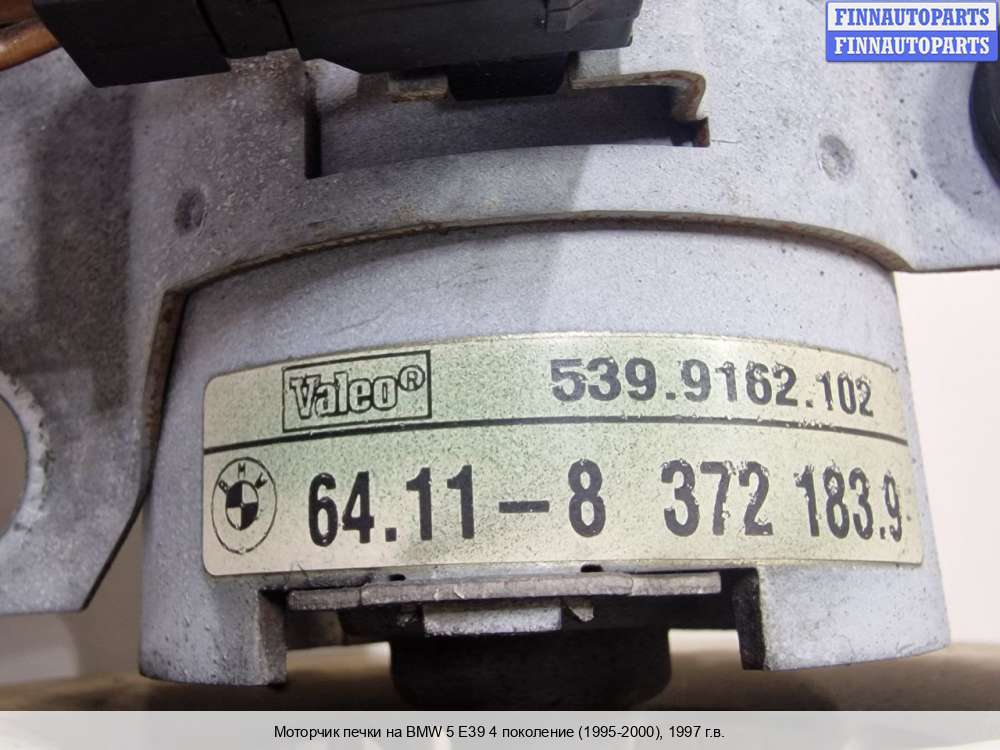 FINNAUTOPARTS
FINNAUTOPARTS
Valeo® 539.9162.102
BMW 64.11-8 372 183.9
Моторчик печки на BMW 5 E39 4 поколение (1995-2000), 1997 г.в.